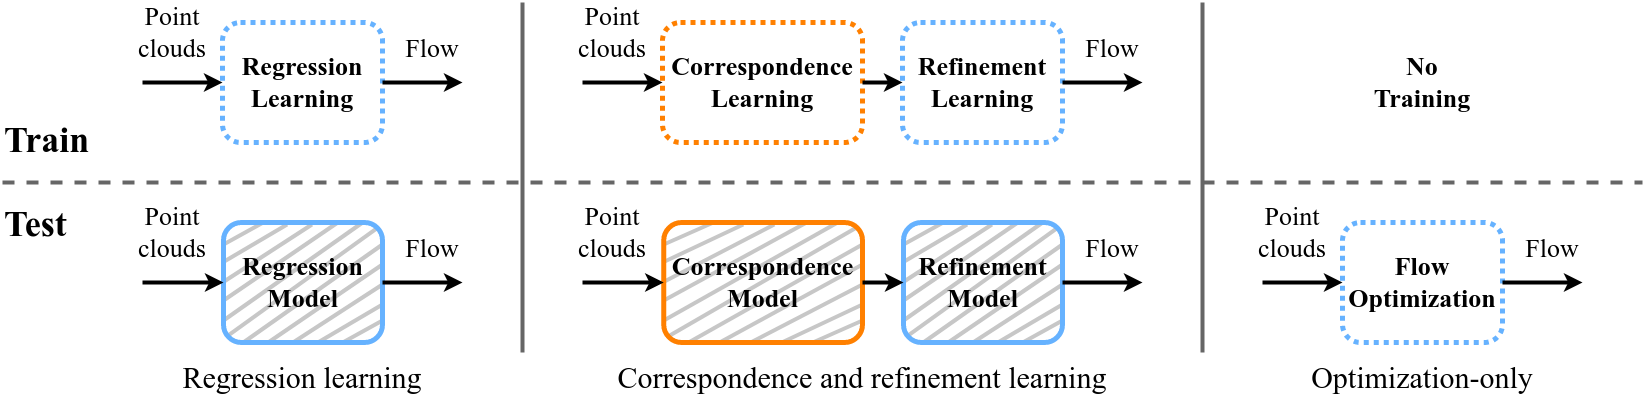 Train
Point
clouds
Regression
Learning
Flow
Point
clouds
Correspondence
Learning
Refinement
Learning
Flow
No
Training
Test
Point
clouds
Regression
Model
Flow
Point
clouds
Correspondence
Model
Refinement
Model
Flow
Point
clouds
Flow
Optimization
Flow
Regression learning
Correspondence and refinement learning
Optimization-only